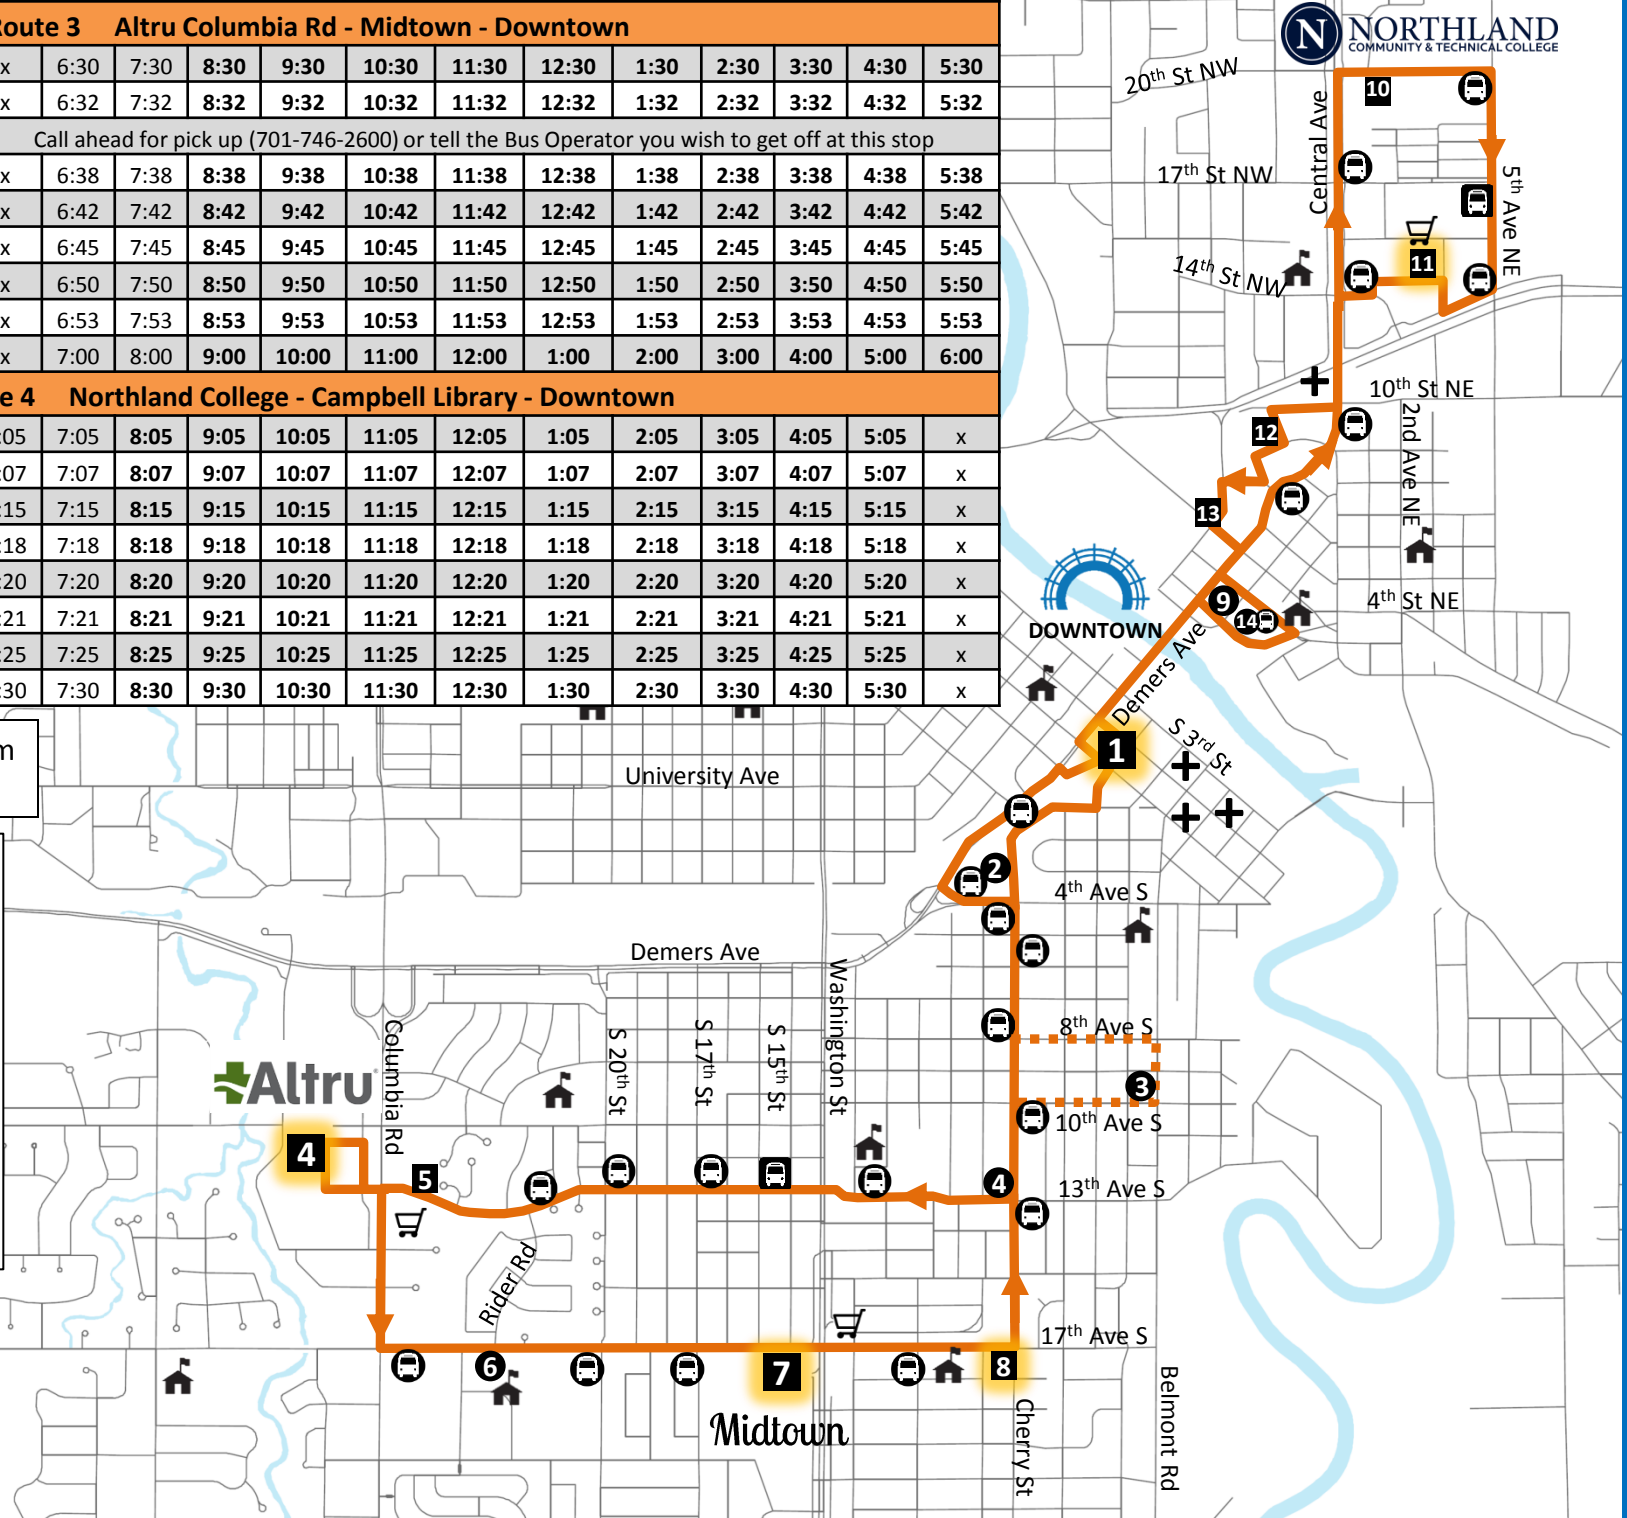 Route 3 Altru Columbia Rd - Midtown - Downtown
x 6:30 7:30 8:30 9:30 10:30 11:30 12:30 1:30 2:30 3:30 4:30 5:30
x 6:32 7:32 8:32 9:32 10:32 11:32 12:32 1:32 2:32 3:32 4:32 5:32
Call ahead for pick up (701-746-2600) or tell the Bus Operator you wish to get off at this stop
x 6:38 7:38 8:38 9:38 10:38 11:38 12:38 1:38 2:38 3:38 4:38 5:38
x 6:42 7:42 8:42 9:42 10:42 11:42 12:42 1:42 2:42 3:42 4:42 5:42
x 6:45 7:45 8:45 9:45 10:45 11:45 12:45 1:45 2:45 3:45 4:45 5:45
x 6:50 7:50 8:50 9:50 10:50 11:50 12:50 1:50 2:50 3:50 4:50 5:50
x 6:53 7:53 8:53 9:53 10:53 11:53 12:53 1:53 2:53 3:53 4:53 5:53
x 7:00 8:00 9:00 10:00 11:00 12:00 1:00 2:00 3:00 4:00 5:00 6:00
e 4 Northland College - Campbell Library - Downtown
:05 7:05 8:05 9:05 10:05 11:05 12:05 1:05 2:05 3:05 4:05 5:05 x
:07 7:07 8:07 9:07 10:07 11:07 12:07 1:07 2:07 3:07 4:07 5:07 x
:15 7:15 8:15 9:15 10:15 11:15 12:15 1:15 2:15 3:15 4:15 5:15 x
:18 7:18 8:18 9:18 10:18 11:18 12:18 1:18 2:18 3:18 4:18 5:18 x
:20 7:20 8:20 9:20 10:20 11:20 12:20 1:20 2:20 3:20 4:20 5:20 x
:21 7:21 8:21 9:21 10:21 11:21 12:21 1:21 2:21 3:21 4:21 5:21 x
:25 7:25 8:25 9:25 10:25 11:25 12:25 1:25 2:25 3:25 4:25 5:25 x
:30 7:30 8:30 9:30 10:30 11:30 12:30 1:30 2:30 3:30 4:30 5:30 x
m
N NORTHLAND
COMMUNITY & TECHNICAL COLLEGE
20th St NW
10
Central Ave
17th St NW
5th Ave NE
14th St NW
11
10th St NE
2nd Ave NE
12
13
4th St NE
9
14
DOWNTOWN
Demers Ave
1
S 3rd St
University Ave
2
4th Ave S
Demers Ave
Washington St
8th Ave S
3
10th Ave S
Columbia Rd
S 20th St
S 17th St
S 15th St
Altru
4
5
4
13th Ave S
Rider Rd
17th Ave S
6
7
8
Midtown
Cherry St
Belmont Rd